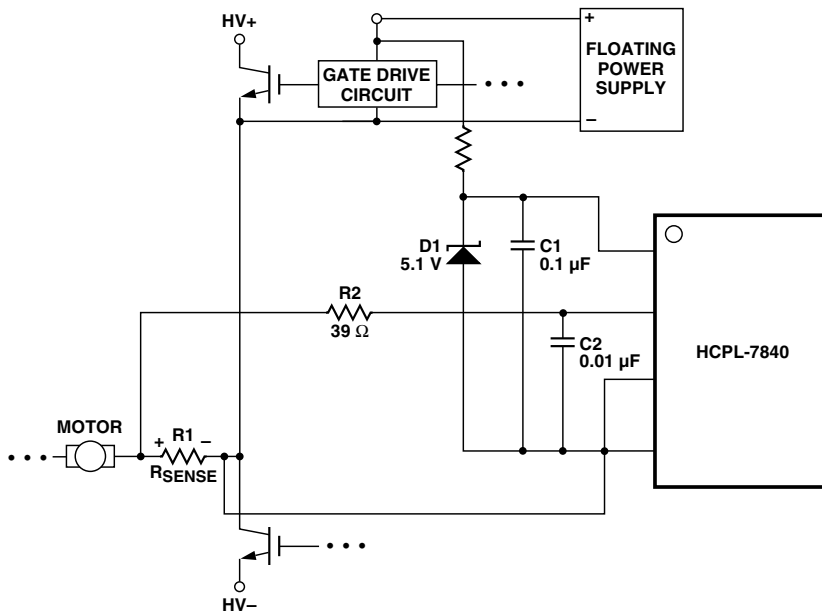 HV+
+
FLOATING
POWER
SUPPLY
–
GATE DRIVE
CIRCUIT
D1
5.1 V
C1
0.1 µF
R2
39 Ω
C2
0.01 µF
HCPL-7840
MOTOR
+ R1 –
RSENSE
HV–